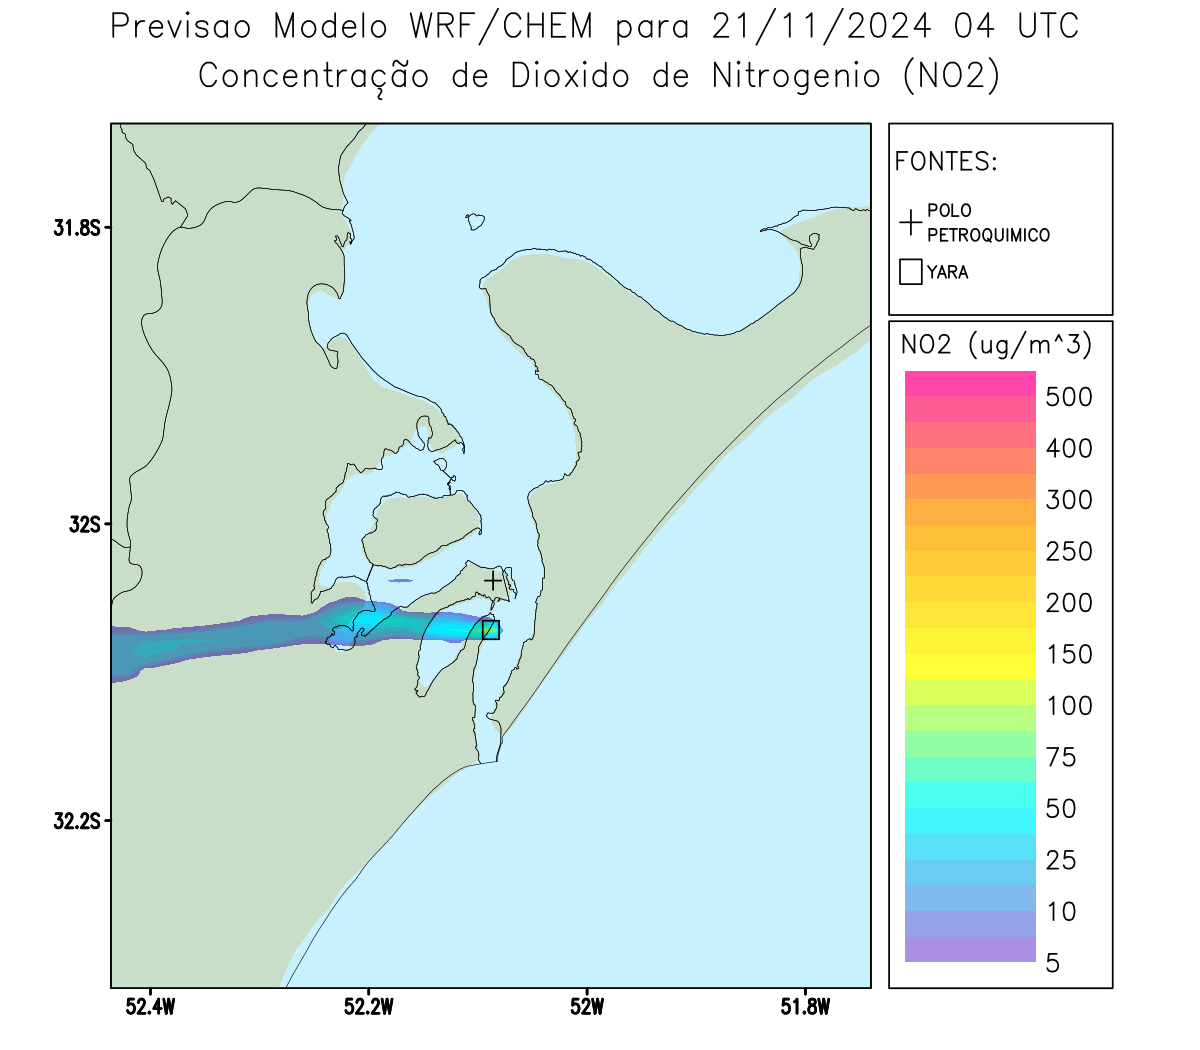 Previsao Modelo WRF/CHEM para 21/11/2024 04 UTC
Concentração de Dioxido de Nitrogenio (NO2)
FONTES:
POLO
PETROQUIMICO
YARA
NO2 (ug/m^3)
500
400
300
250
200
150
100
75
50
25
10
5
31.8S
32S
32.2S
52.4W
52.2W
52W
51.8W